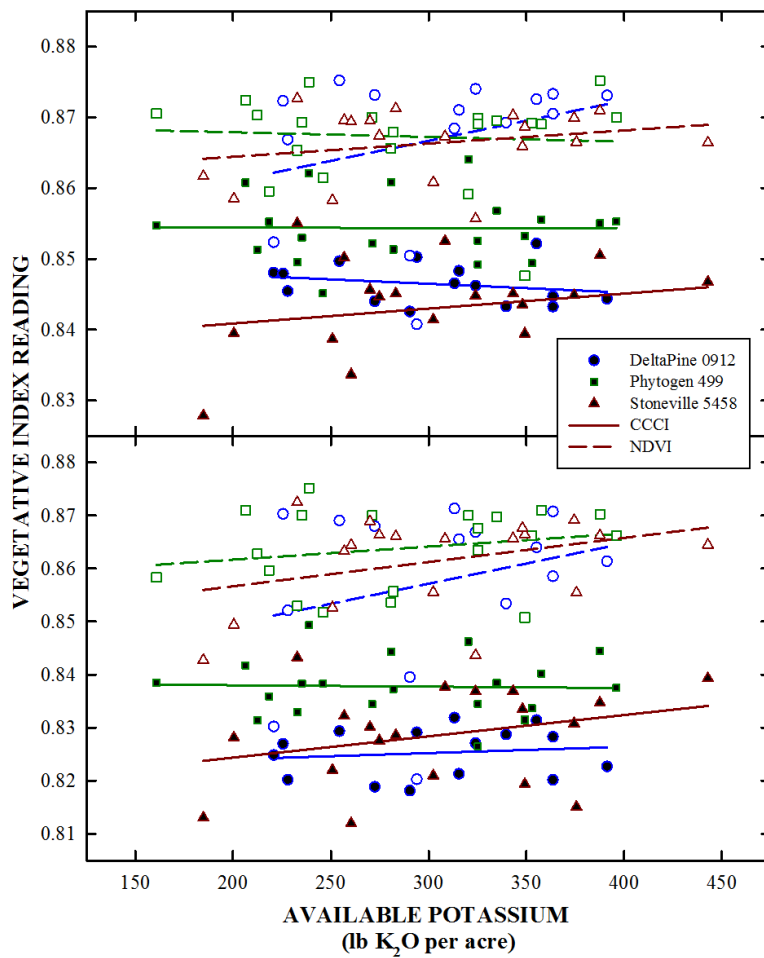 VEGETATIVE INDEX READING
0.88
0.87
0.86
0.85
0.84
0.83
DeltaPine 0912
Phytogen 499
Stoneville 5458
CCCI
NDVI
0.88
0.87
0.86
0.85
0.84
0.83
0.82
0.81
150 200 250 300 350 400 450
AVAILABLE POTASSIUM
(lb K₂O per acre)